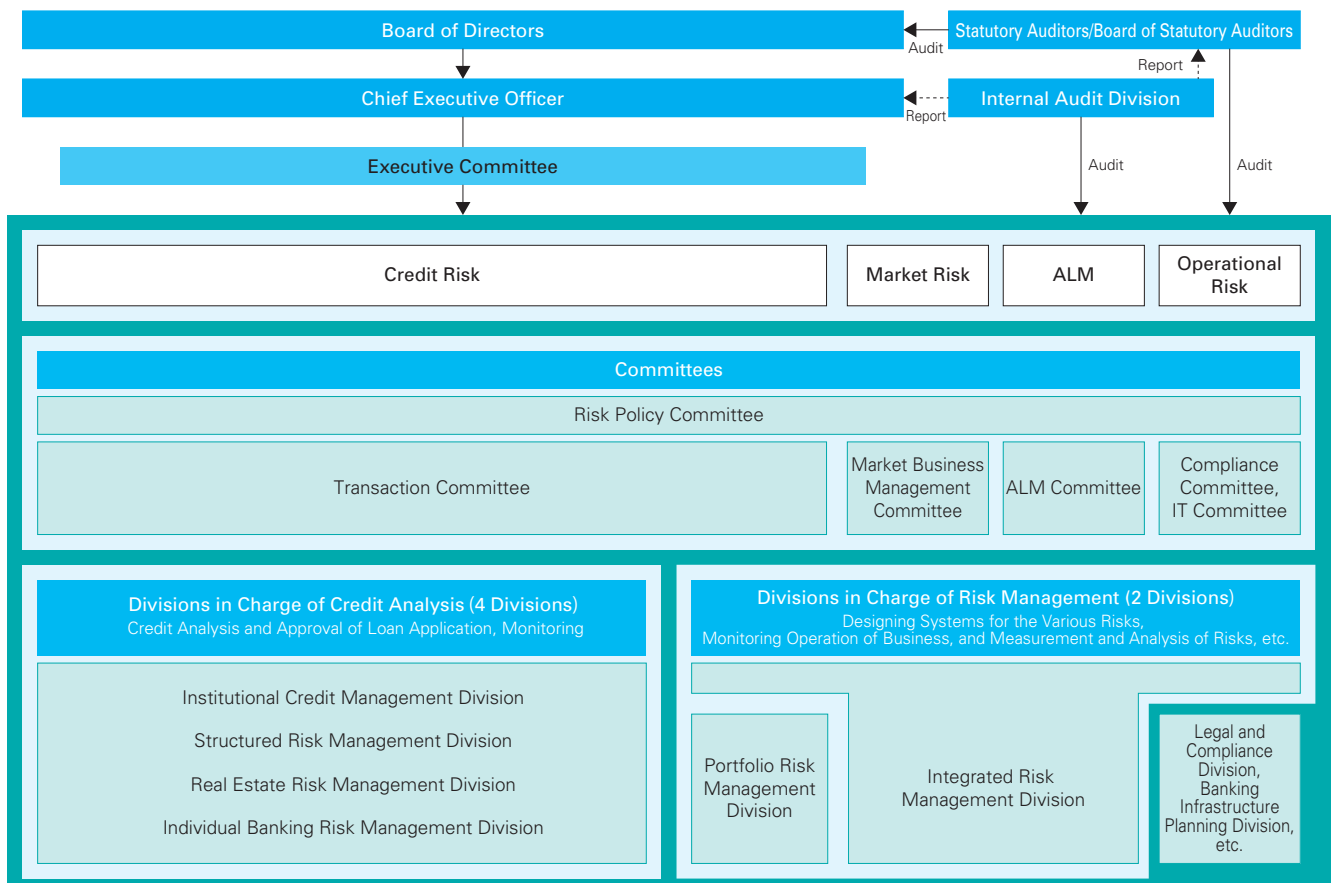 Board of Directors
Statutory Auditors/Board of Statutory Auditors
Audit
Report
Chief Executive Officer
Internal Audit Division
Report
Executive Committee
Audit
Audit
Credit Risk
Market Risk
ALM
Operational
Risk
Committees
Risk Policy Committee
Transaction Committee
Market Business
Management
Committee
ALM Committee
Compliance
Committee,
IT Committee
Divisions in Charge of Credit Analysis (4 Divisions)
Credit Analysis and Approval of Loan Application, Monitoring
Institutional Credit Management Division
Structured Risk Management Division
Real Estate Risk Management Division
Individual Banking Risk Management Division
Divisions in Charge of Risk Management (2 Divisions)
Designing Systems for the Various Risks,
Monitoring Operation of Business, and Measurement and Analysis of Risks, etc.
Portfolio Risk
Management
Division
Integrated Risk
Management Division
Legal and
Compliance
Division,
Banking
Infrastructure
Planning Division,
etc.